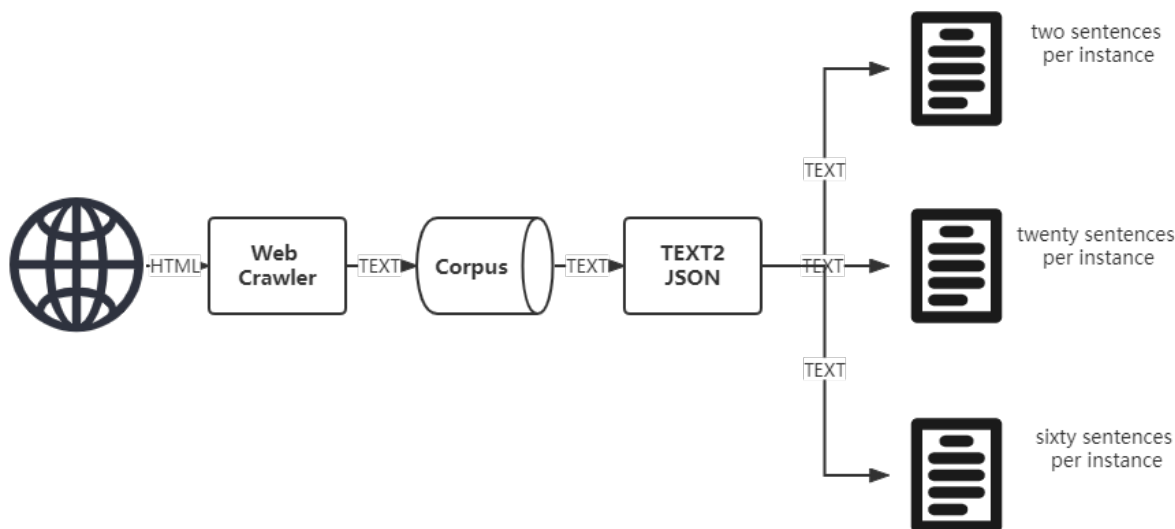 two sentences
per instance
TEXT
HTML
Web
Crawler
TEXT
Corpus
TEXT
TEXT2
JSON
TEXT
twenty sentences
per instance
TEXT
sixty sentences
per instance